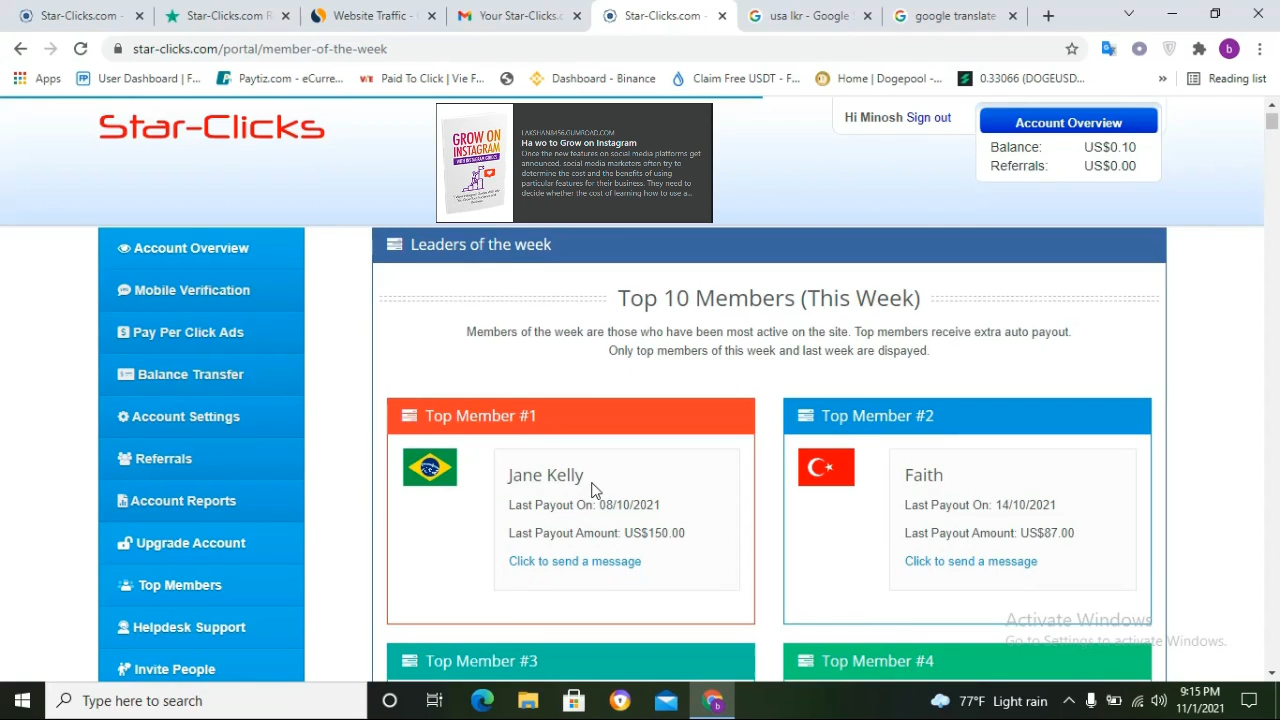 Star-Clicks.com -
Star-Clicks.com R
Website Traffic -
Your Star-Clicks.c
Star-Clicks.com -
usa lkr - Google
google translate
star-clicks.com/portal/member-of-the-week
b
Apps
User Dashboard | F...
Paytiz.com - eCurre...
Paid To Click | Vie F...
Dashboard - Binance
Claim Free USDT - F...
Home | Dogepool -...
0.33066 (DOGEUSD...
»
Reading list
Star-Clicks
LAKSHAN8456.GUMROAD.COM
Ha wo to Grow on Instagram
Once the new features on social media platforms get
announced, social media marketers often try to
determine the cost and the benefits of using
particular features for their business. They need to
decide whether the cost of learning how to use a...
GROW ON
INSTAGRAM
Hi Minosh Sign out
Account Overview
Balance: US$0.10
Referrals: US$0.00
Account Overview
Mobile Verification
Pay Per Click Ads
Balance Transfer
Account Settings
Referrals
Account Reports
Upgrade Account
Top Members
Helpdesk Support
Invite People
Leaders of the week
Top 10 Members (This Week)
Members of the week are those who have been most active on the site. Top members receive extra auto payout.
Only top members of this week and last week are dispayed.
Top Member #1
Jane Kelly
Last Payout On: 08/10/2021
Last Payout Amount: US$150.00
Click to send a message
Top Member #2
Faith
Last Payout On: 14/10/2021
Last Payout Amount: US$87.00
Click to send a message
Top Member #3
Top Member #4
Activate Windows
Go to Settings to activate Windows.
Type here to search
b
77°F Light rain
9:15 PM
11/1/2021